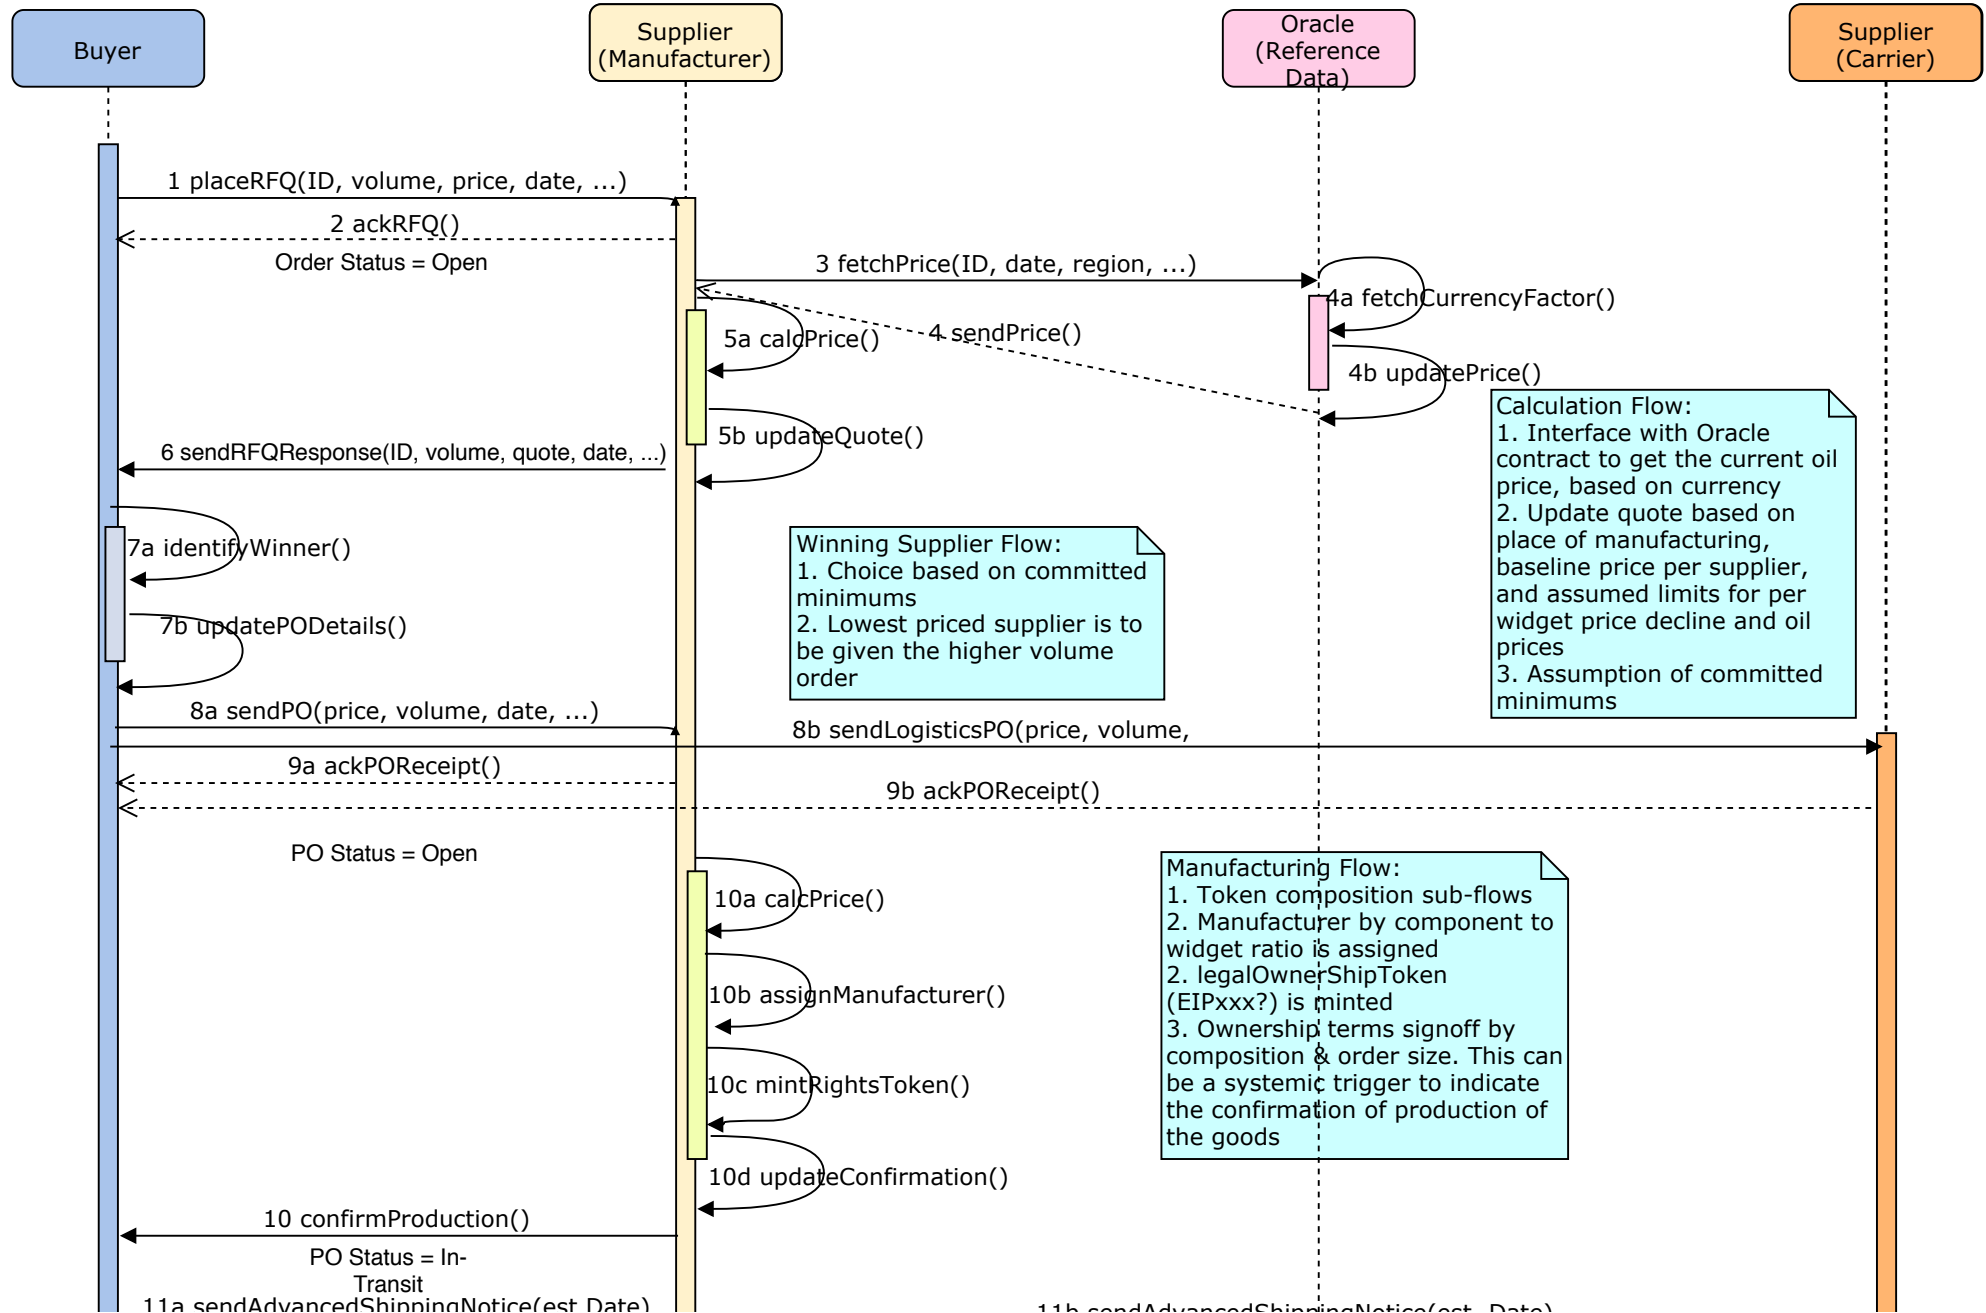 Buyer
Supplier
(Manufacturer)
Oracle
(Reference
Data)
Supplier
(Carrier)
1 placeRFQ(ID, volume, price, date, ...)
2 ackRFQ()
Order Status = Open
3 fetchPrice(ID, date, region, ...)
4a fetchCurrencyFactor()
4 sendPrice()
5a calcPrice()
4b updatePrice()
5b updateQuote()
6 sendRFQResponse(ID, volume, quote, date, ...)
Calculation Flow:
1. Interface with Oracle
contract to get the current oil
price, based on currency
2. Update quote based on
place of manufacturing,
baseline price per supplier,
and assumed limits for per
widget price decline and oil
prices
3. Assumption of committed
minimums
7a identifyWinner()
7b updatePODetails()
Winning Supplier Flow:
1. Choice based on committed
minimums
2. Lowest priced supplier is to
be given the higher volume
order
8a sendPO(price, volume, date, ...)
8b sendLogisticsPO(price, volume,
9a ackPOReceipt()
9b ackPOReceipt()
PO Status = Open
10a calcPrice()
10b assignManufacturer()
10c mintRightsToken()
10d updateConfirmation()
Manufacturing Flow:
1. Token composition sub-flows
2. Manufacturer by component to
widget ratio is assigned
2. legalOwnerShipToken
(EIPxxx?) is minted
3. Ownership terms signoff by
composition & order size. This can
be a systemic trigger to indicate
the confirmation of production of
the goods
10 confirmProduction()
PO Status = In-
Transit
11a sendAdvancedShippingNotice(est.Date)
11b sendAdvancedShippingNotice(est. Date)